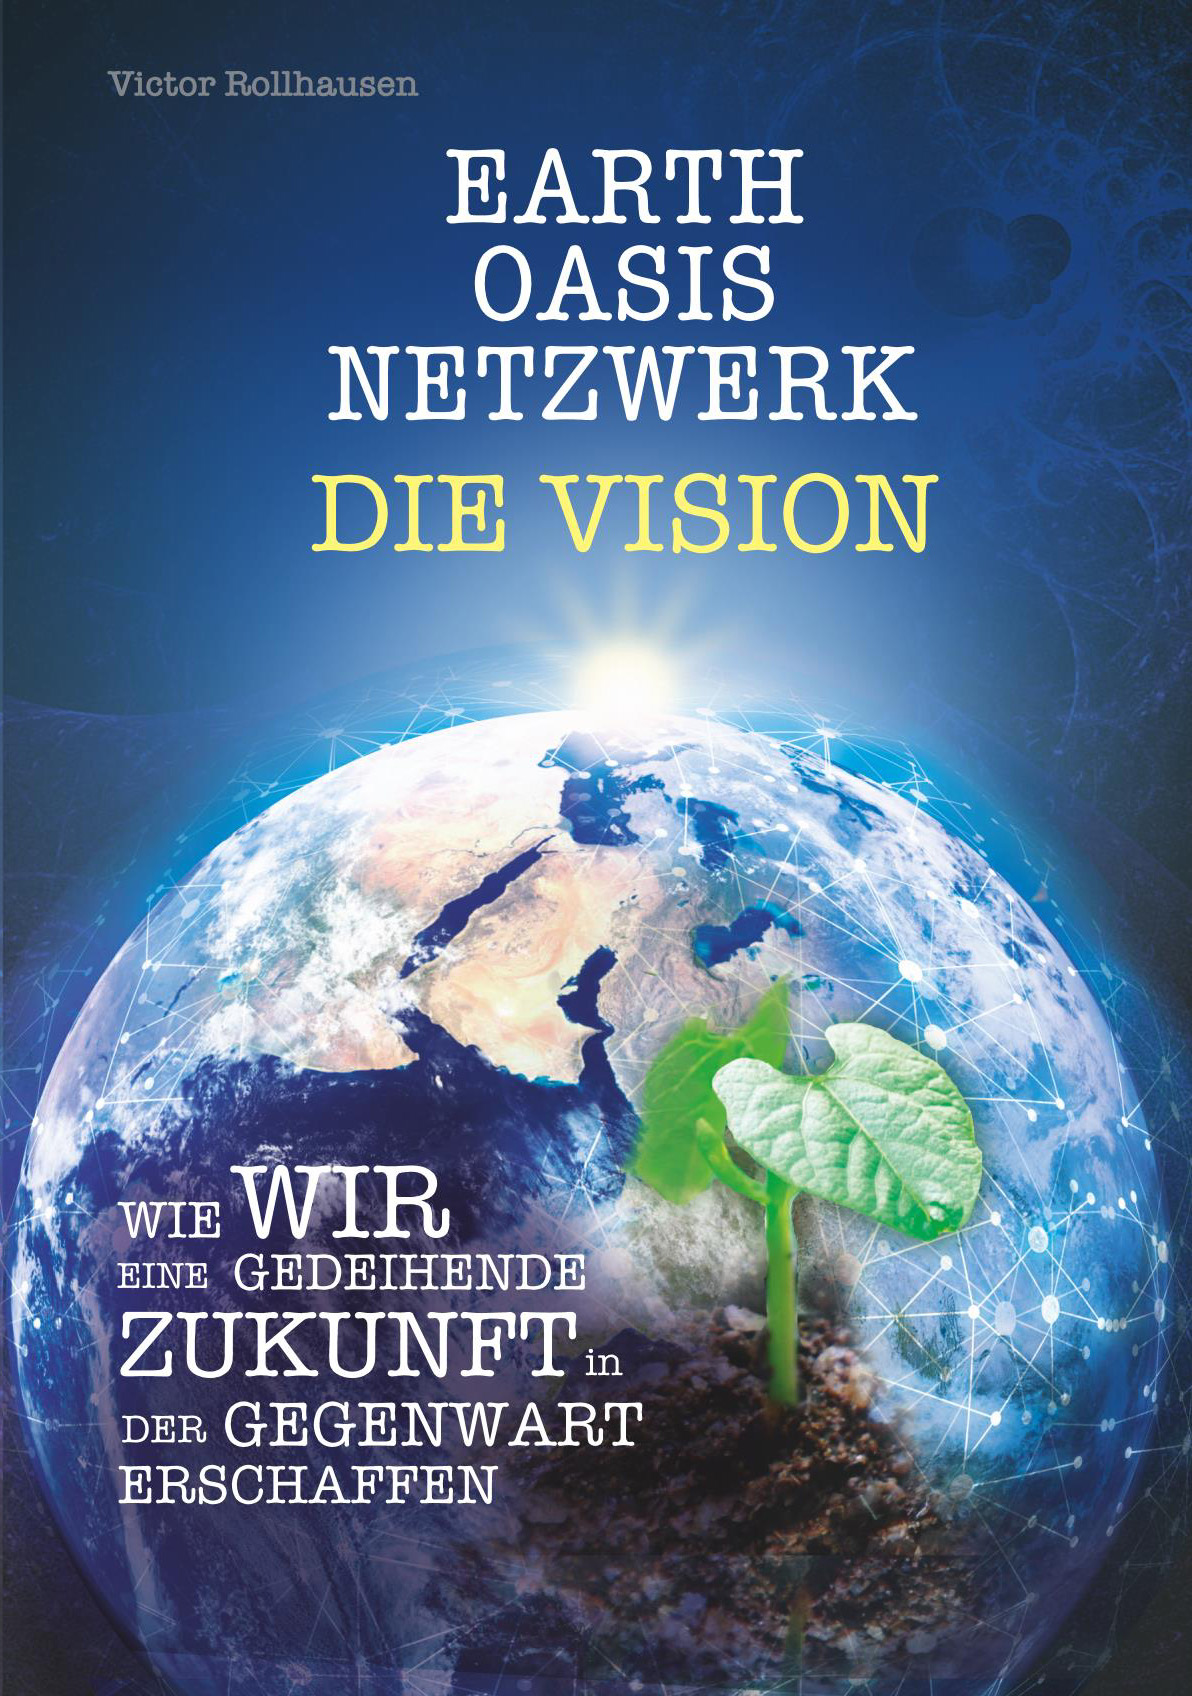 Victor Rollhausen
EARTH
OASIS
NETZWERK
DIE VISION
WIE WIR
EINE GEDEIHENDE
ZUKUNFT in
DER GEGENWART
ERSCHAFFEN